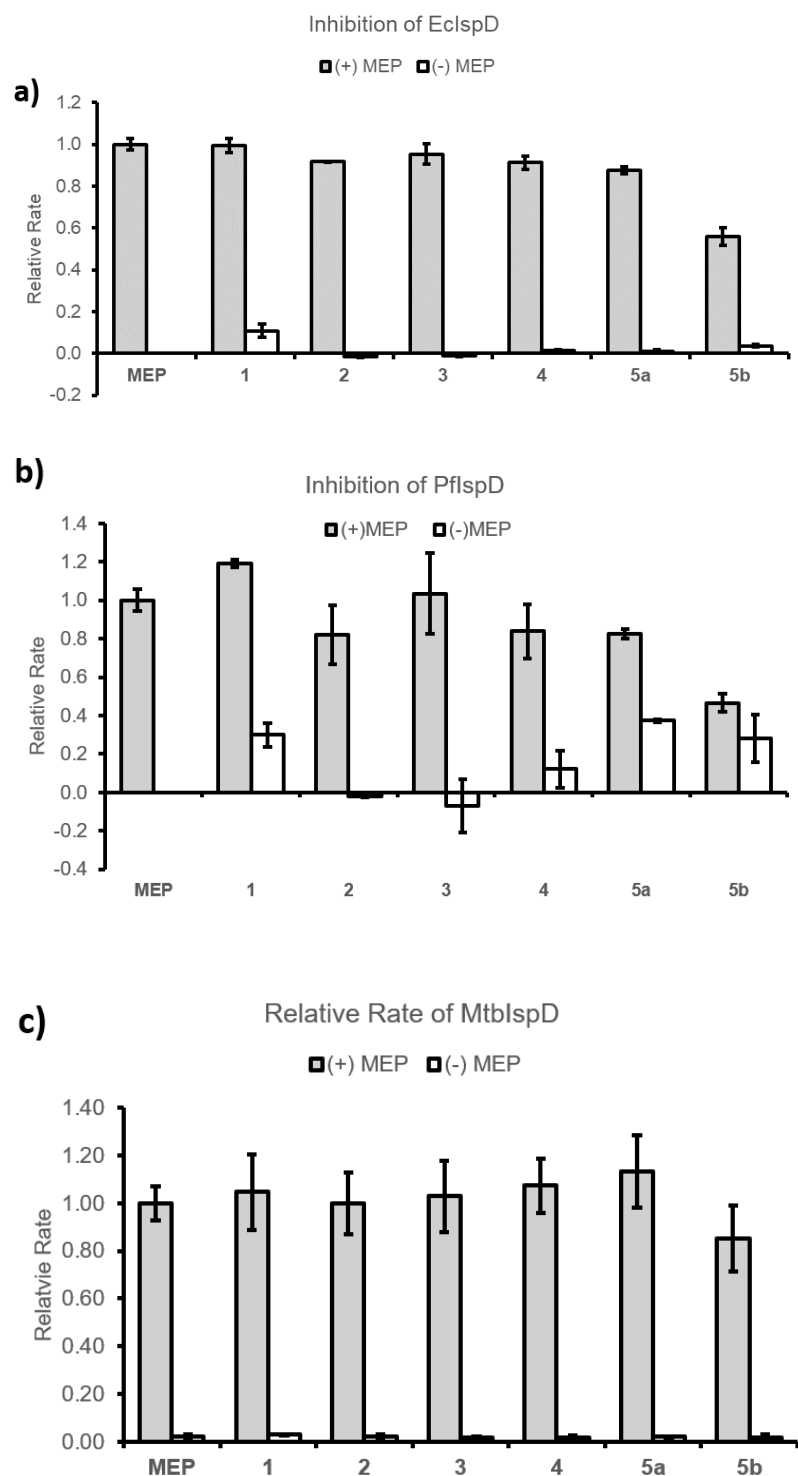 Inhibition of EcIspD
(+) MEP (-) MEP
a)
1.2
1.0
0.8
0.6
0.4
0.2
0.0
-0.2
Relative Rate
MEP 1 2 3 4 5a 5b
b)
Inhibition of PfIspD
(+)MEP (-)MEP
1.4
1.2
1.0
0.8
0.6
0.4
0.2
0.0
-0.2
-0.4
Relative Rate
MEP 1 2 3 4 5a 5b
c)
Relative Rate of MtbIspD
(+) MEP (-) MEP
1.40
1.20
1.00
0.80
0.60
0.40
0.20
0.00
Relatvie Rate
MEP 1 2 3 4 5a 5b